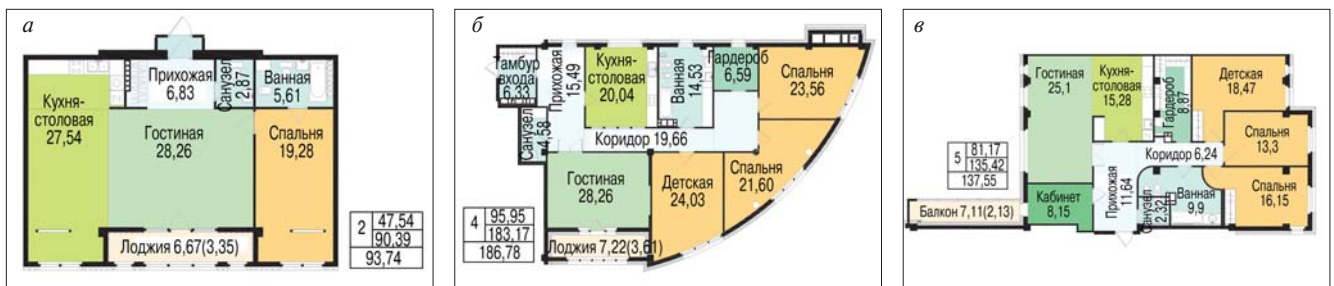 а
Кухня-
столовая
27,54
Прихожая
6,83
Санузел
2,87
Ванная
5,61
Гостиная
28,26
Спальня
19,28
Лоджия 6,67(3,35)
2
47,54
90,39
93,74
б
Тамбур
входа
6,33
Прихожая
15,49
Кухня-
столовая
20,04
Ванная
14,53
Гардероб
6,59
Спальня
23,56
Санузел
4,58
Коридор 19,66
Гостиная
28,26
Детская
24,03
Спальня
21,60
Лоджия 7,22(3,61)
4
95,95
183,17
186,78
в
Гостиная
25,1
Кухня-
столовая
15,28
Гардероб
8,87
Детская
18,47
Спальня
13,3
Коридор 6,24
5
81,17
135,42
137,55
Кабинет
8,15
Прихожая
11,64
Санузел
2,32
Ванная
9,9
Спальня
16,15
Балкон 7,11(2,13)